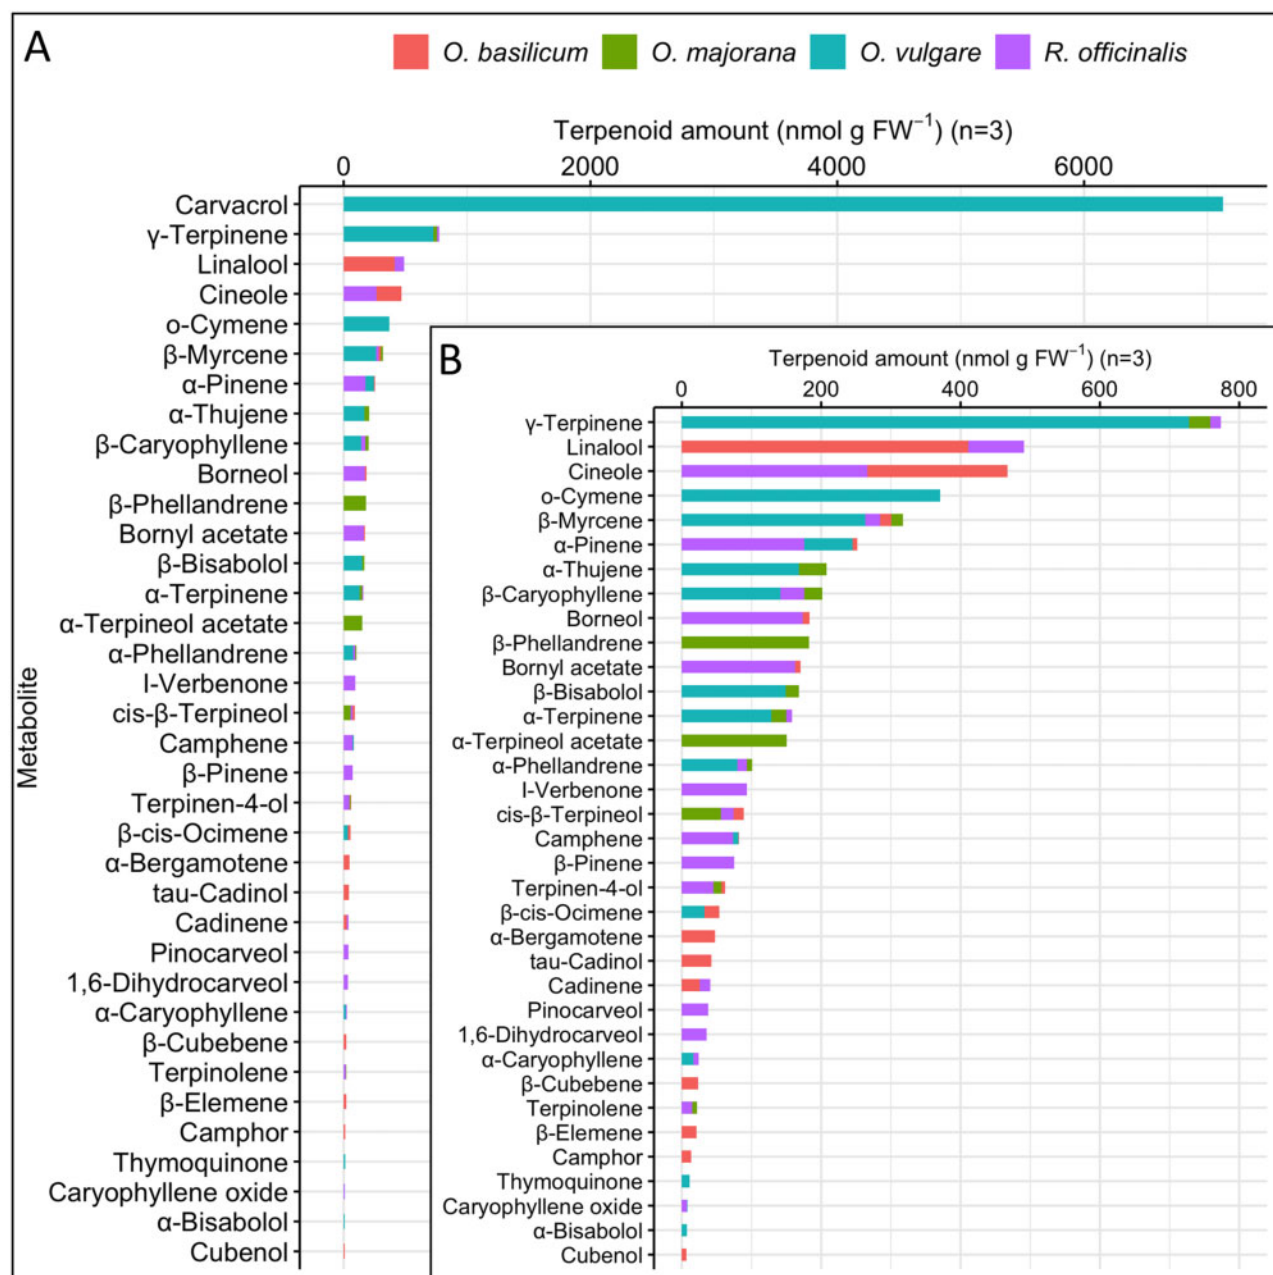 A
O. basilicum O. majorana O. vulgare R. officinalis
Terpenoid amount (nmol g FW⁻¹) (n=3)
0 2000 4000 6000
Metabolite
Carvacrol
γ-Terpinene
Linalool
Cineole
o-Cymene
β-Myrcene
α-Pinene
α-Thujene
β-Caryophyllene
Borneol
β-Phellandrene
Bornyl acetate
β-Bisabolol
α-Terpinene
α-Terpineol acetate
α-Phellandrene
l-Verbenone
cis-β-Terpineol
Camphene
β-Pinene
Terpinen-4-ol
β-cis-Ocimene
α-Bergamotene
tau-Cadinol
Cadinene
Pinocarveol
1,6-Dihydrocarveol
α-Caryophyllene
β-Cubebene
Terpinolene
β-Elemene
Camphor
Thymoquinone
Caryophyllene oxide
α-Bisabolol
Cubenol
B
Terpenoid amount (nmol g FW⁻¹) (n=3)
0 200 400 600 800
γ-Terpinene
Linalool
Cineole
o-Cymene
β-Myrcene
α-Pinene
α-Thujene
β-Caryophyllene
Borneol
β-Phellandrene
Bornyl acetate
β-Bisabolol
α-Terpinene
α-Terpineol acetate
α-Phellandrene
l-Verbenone
cis-β-Terpineol
Camphene
β-Pinene
Terpinen-4-ol
β-cis-Ocimene
α-Bergamotene
tau-Cadinol
Cadinene
Pinocarveol
1,6-Dihydrocarveol
α-Caryophyllene
β-Cubebene
Terpinolene
β-Elemene
Camphor
Thymoquinone
Caryophyllene oxide
α-Bisabolol
Cubenol